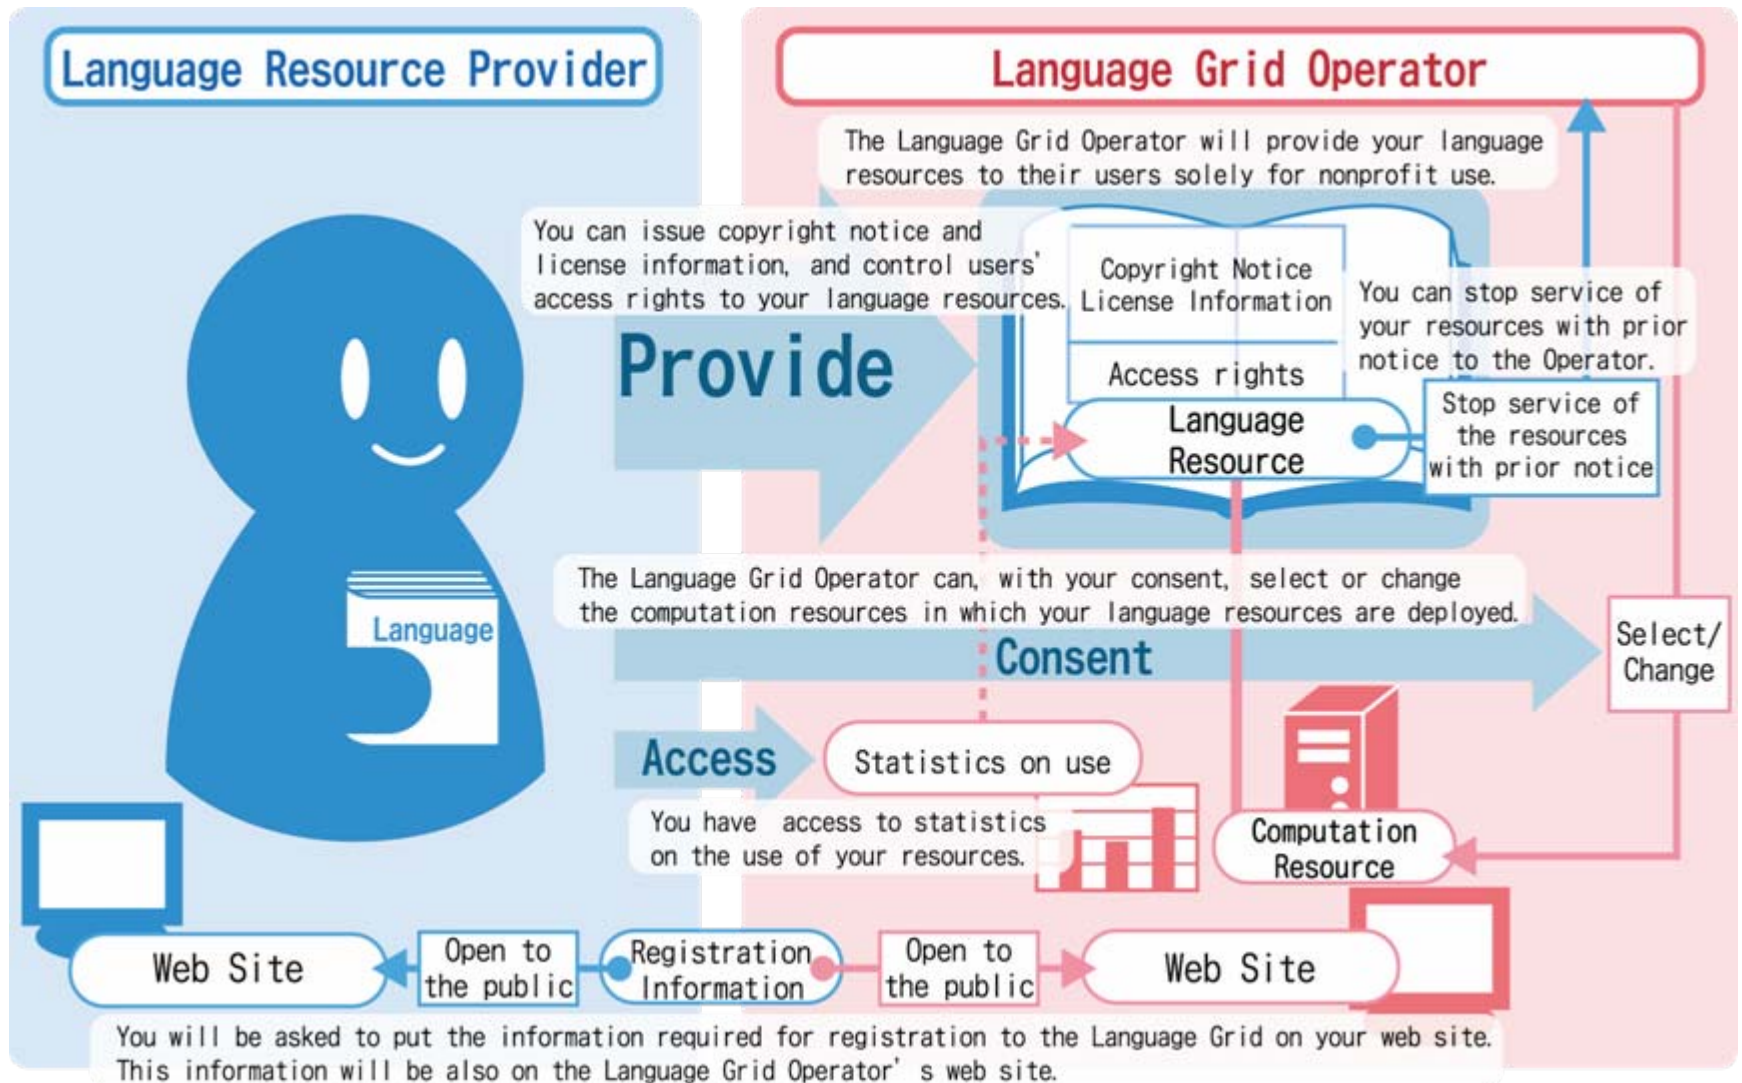 Language Resource Provider
Language Grid Operator
The Language Grid Operator will provide your language
resources to their users solely for nonprofit use.
You can issue copyright notice and
license information, and control users'
access rights to your language resources.
Copyright Notice
License Information
Access rights
Language
Resource
You can stop service of
your resources with prior
notice to the Operator.
Stop service of
the resources
with prior notice
Provide
The Language Grid Operator can, with your consent, select or change
the computation resources in which your language resources are deployed.
Consent
Select/
Change
Language
Access
Statistics on use
You have access to statistics
on the use of your resources.
Computation
Resource
Web Site
Open to
the public
Registration
Information
Open to
the public
Web Site
You will be asked to put the information required for registration to the Language Grid on your web site.
This information will be also on the Language Grid Operator's web site.